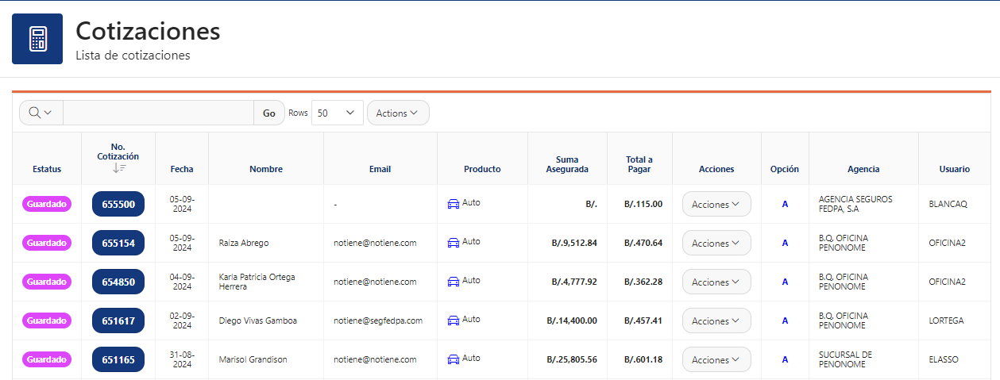 Cotizaciones
Lista de cotizaciones
Go Rows 50 Actions
Estatus No. Cotización Fecha Nombre Email Producto Suma Asegurada Total a Pagar Acciones Opción Agencia Usuario
Guardado 655500 05-09-2024 - Auto B/. B/.115.00 Acciones A AGENCIA SEGUROS FEDPA, S.A BLANCAQ
Guardado 655154 05-09-2024 Raiza Abrego notiene@notiene.com Auto B/.9,512.84 B/.470.64 Acciones A B.Q, OFICINA PENONOME OFICINA2
Guardado 654850 04-09-2024 Karla Patricia Ortega Herrera notiene@notiene.com Auto B/.4,777.92 B/.362.28 Acciones A B.Q, OFICINA PENONOME OFICINA2
Guardado 651617 02-09-2024 Diego Vivas Gamboa notiene@segfedpa.com Auto B/.14,400.00 B/.457.41 Acciones A B.Q, OFICINA PENONOME LORTEGA
Guardado 651165 31-08-2024 Marisol Grandison notiene@notiene.com Auto B/.25,805.56 B/.601.18 Acciones A SUCURSAL DE PENONOME ELASSO